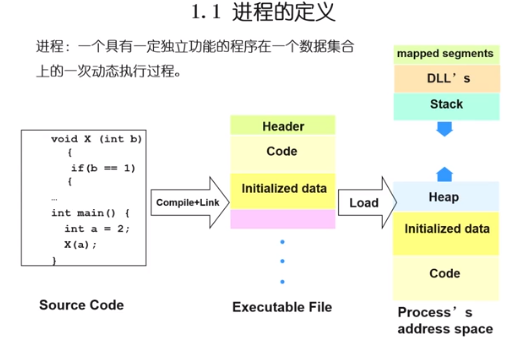 1.1 进程的定义
进程：一个具有一定独立功能的程序在一个数据集合
上的一次动态执行过程。
void X (int b)
{
if(b == 1)
{
…
int main() {
int a = 2;
X(a);
}
Source Code
Compile+Link
Header
Code
Initialized data
Executable File
Load
mapped segments
DLL’s
Stack
Heap
Initialized data
Code
Process’s
address space